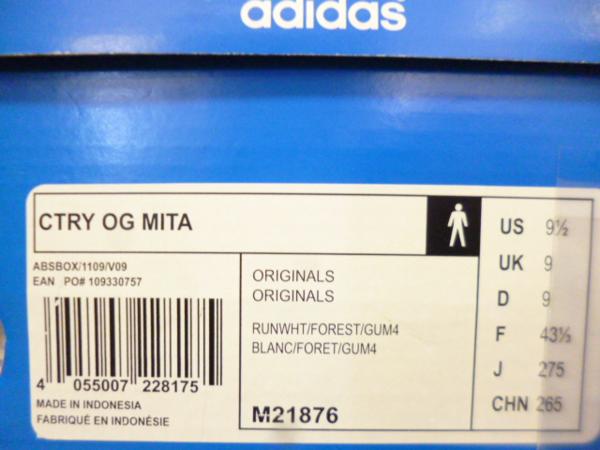 adidas
CTRY OG MITA
ABSBOX/1109/V09
EAN PO# 109330757
4 055007 228175
MADE IN INDONESIA
FABRIQUÉ EN INDONÉSIE
ORIGINALS
ORIGINALS
RUNWHT/FOREST/GUM4
BLANC/FORET/GUM4
M21876
US 9½
UK 9
D 9
F 43⅓
J 275
CHN 265